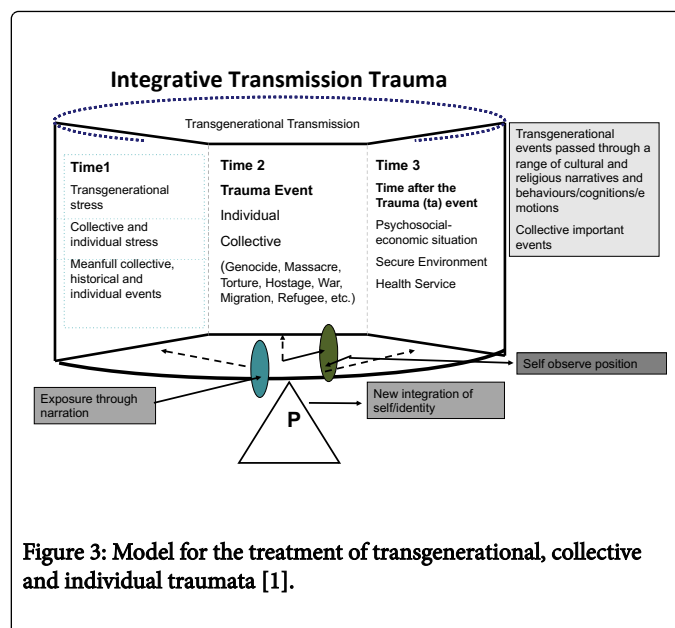 Integrative Transmission Trauma
Transgenerational Transmission
Time1
Transgenerational
stress
Collective and
individual stress
Meanfull collective,
historical and
individual events
Time 2
Trauma Event
Individual
Collective
(Genocide, Massacre,
Torture, Hostage, War,
Migration, Refugee, etc.)
Time 3
Time after the
Trauma (ta) event
Psychosocial-
economic situation
Secure Environment
Health Service
Transgenerational
events passed through a
range of cultural and
religious narratives and
behaviours/cognitions/e
motions
Collective important
events
Self observe position
Exposure through
narration
New integration of
self/identity
P
Figure 3: Model for the treatment of transgenerational, collective
and individual traumata [1].